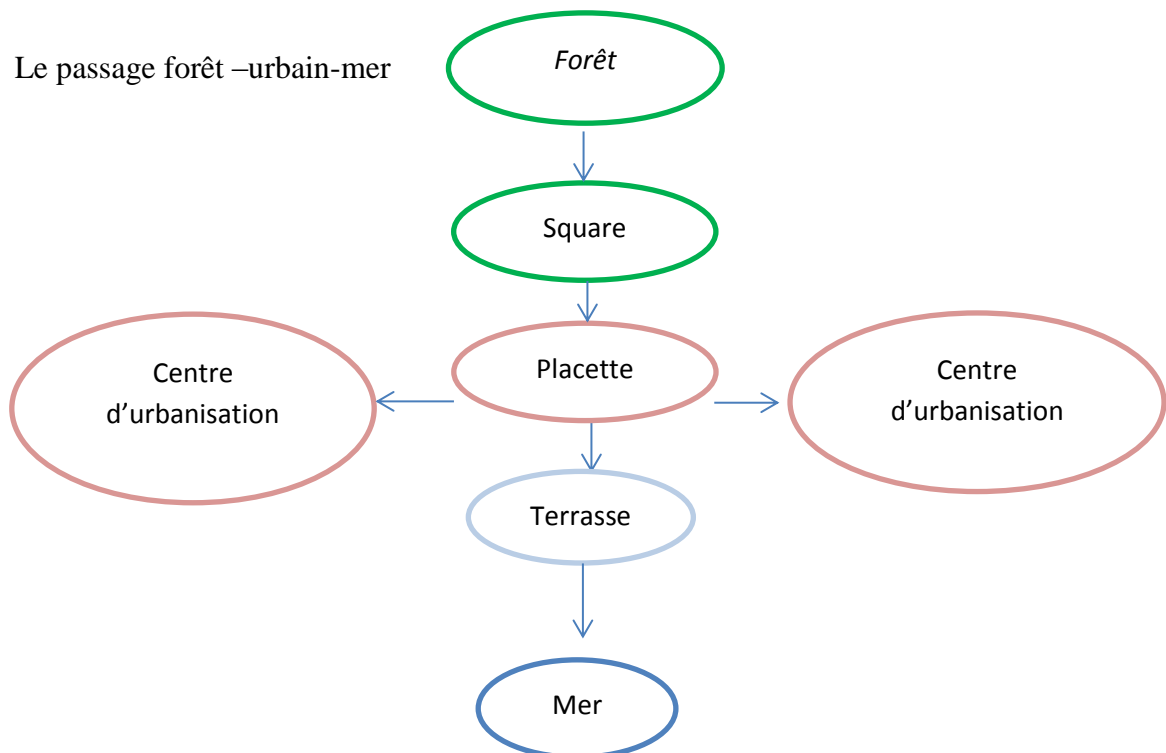 Forêt
Le passage forêt –urbain-mer
Square
Placette
Centre
d’urbanisation
Centre
d’urbanisation
Terrasse
Mer